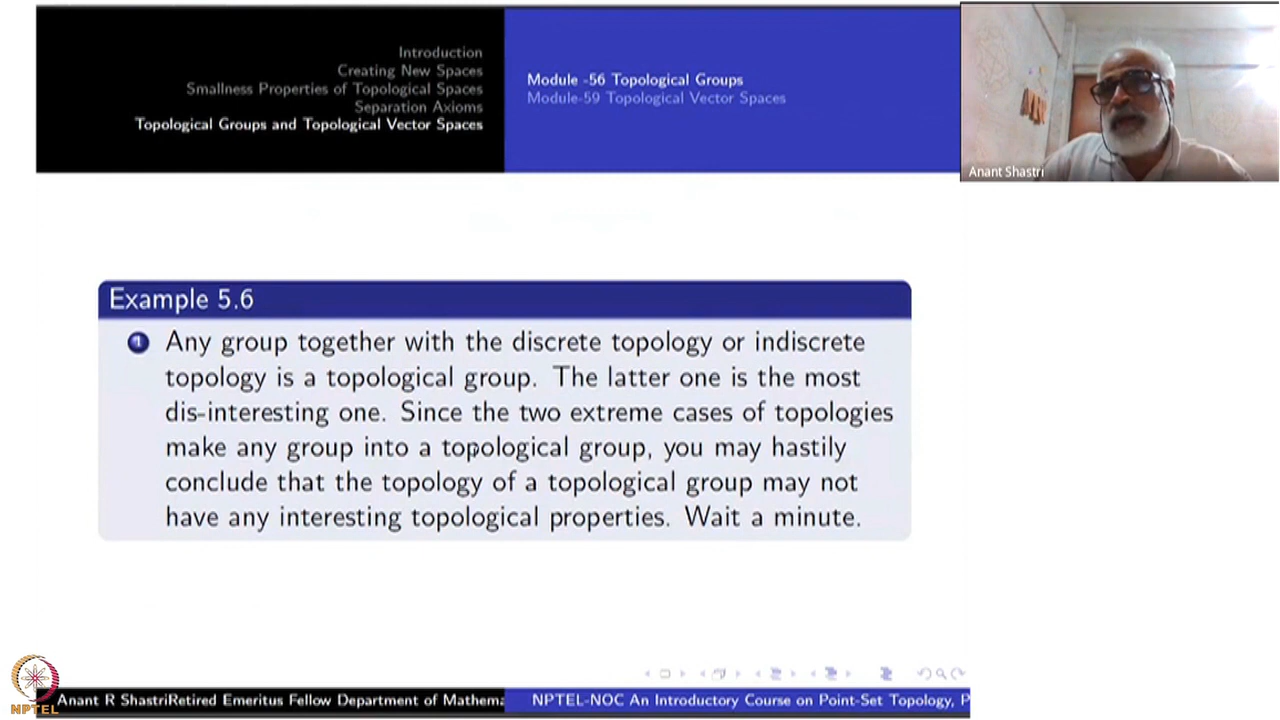 Introduction
Creating New Spaces
Smallness Properties of Topological Spaces
Separation Axioms
Topological Groups and Topological Vector Spaces
Module -56 Topological Groups
Module-59 Topological Vector Spaces
Anant Shastri
Example 5.6
1 Any group together with the discrete topology or indiscrete
topology is a topological group. The latter one is the most
dis-interesting one. Since the two extreme cases of topologies
make any group into a topological group, you may hastily
conclude that the topology of a topological group may not
have any interesting topological properties. Wait a minute.
NPTEL
Anant R ShastriRetired Emeritus Fellow Department of Mathema
NPTEL-NOC An Introductory Course on Point-Set Topology, P